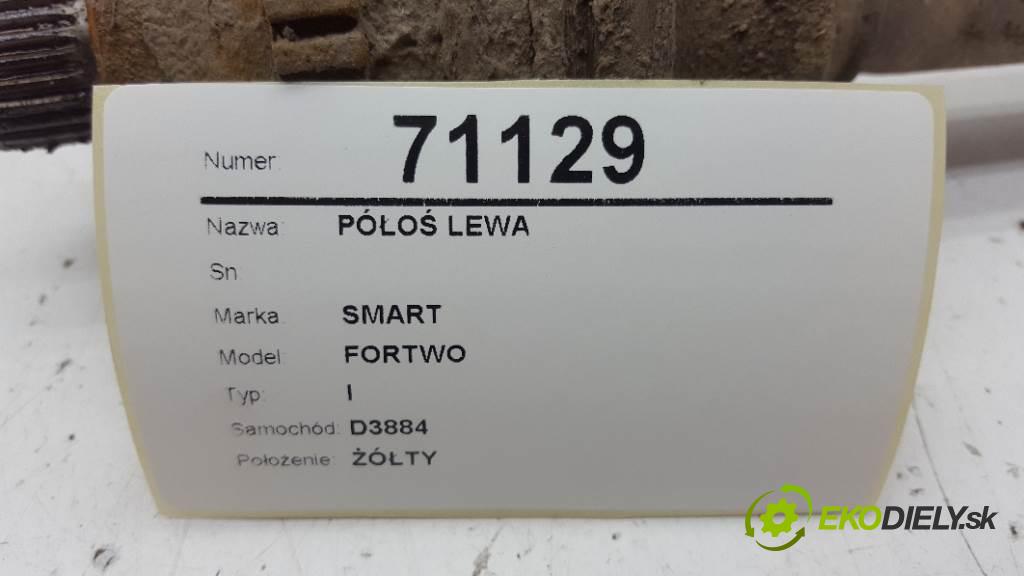 Numer: 71129
Nazwa: PÓŁOŚ LEWA
Sn
Marka: SMART
Model: FORTWO
Typ: I
Samochód: D3884
Położenie: ŻÓŁTY
EKODIELY.sk